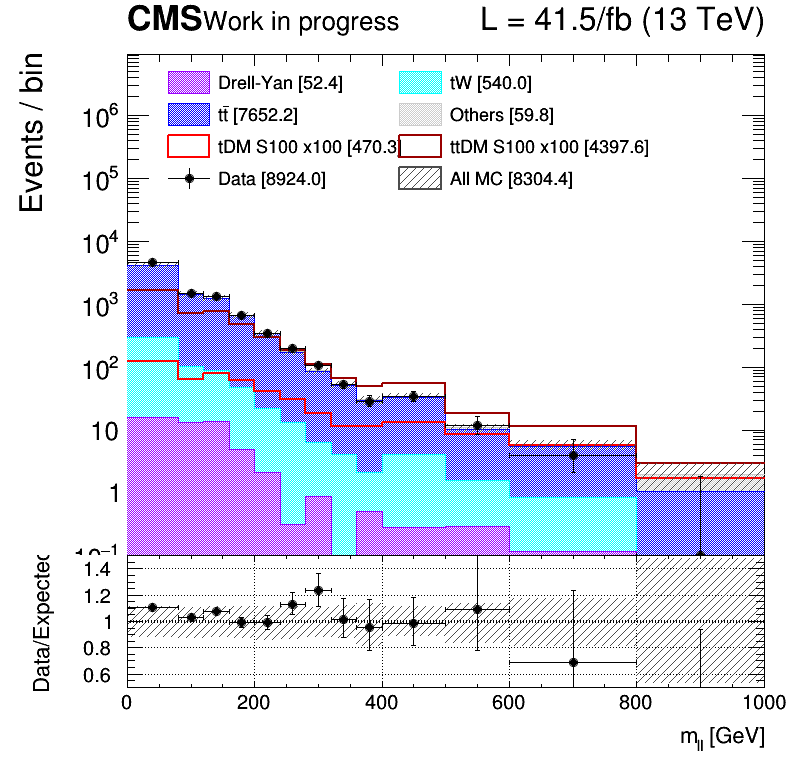 CMS Work in progress L = 41.5/fb (13 TeV)
Events / bin
Drell-Yan [52.4] tW [540.0]
tt̄ [7652.2] Others [59.8]
tDM S100 x100 [470.3] ttDM S100 x100 [4397.6]
Data [8924.0] All MC [8304.4]
10⁶
10⁵
10⁴
10³
10²
10
1
10⁻¹
Data/Expected
1.4
1.2
1
0.8
0.6
0 200 400 600 800 1000
m_ll [GeV]